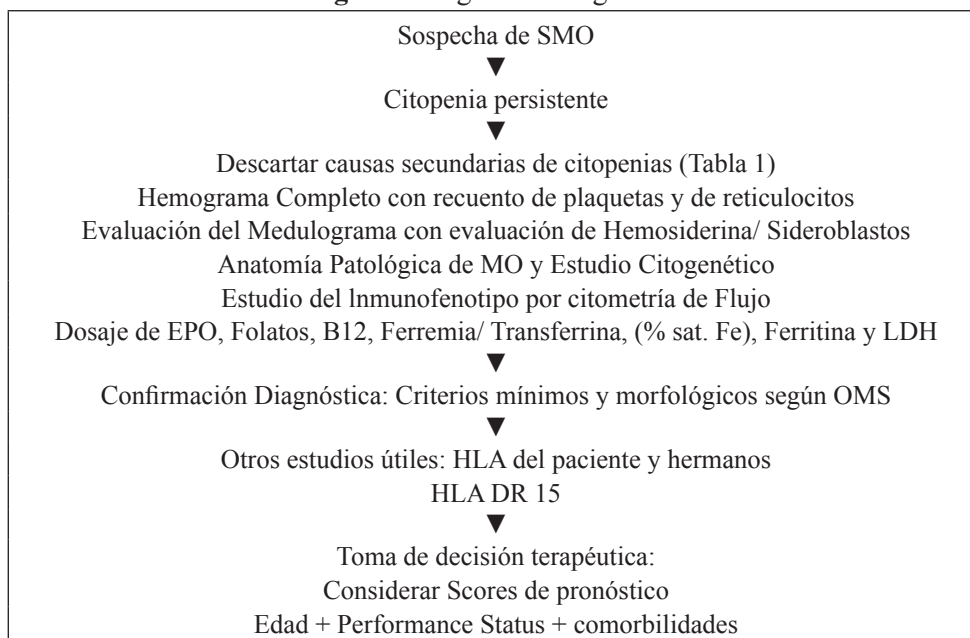 Sospecha de SMO
▼
Citopenia persistente
▼
Descartar causas secundarias de citopenias (Tabla 1)
Hemograma Completo con recuento de plaquetas y de reticulocitos
Evaluación del Medulograma con evaluación de Hemosiderina/ Sideroblastos
Anatomía Patológica de MO y Estudio Citogenético
Estudio del lnmunofenotipo por citometría de Flujo
Dosaje de EPO, Folatos, B12, Ferremia/ Transferrina, (% sat. Fe), Ferritina y LDH
▼
Confirmación Diagnóstica: Criterios mínimos y morfológicos según OMS
▼
Otros estudios útiles: HLA del paciente y hermanos
HLA DR 15
▼
Toma de decisión terapéutica:
Considerar Scores de pronóstico
Edad + Performance Status + comorbilidades